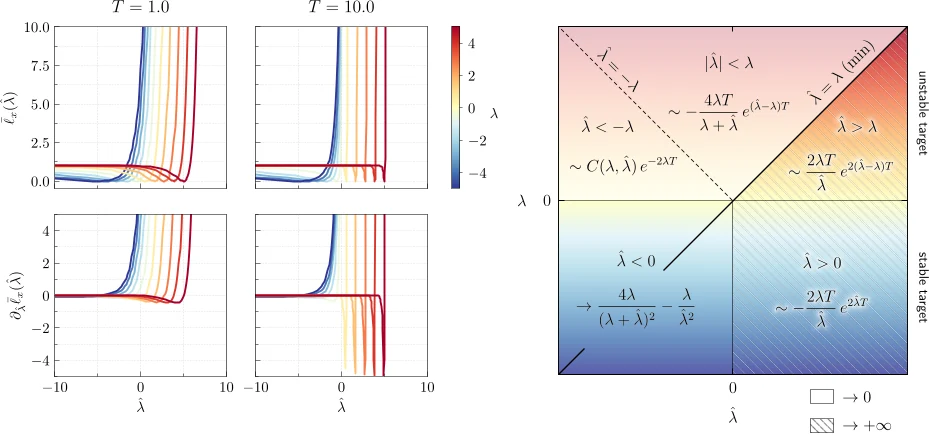 T = 1.0
T = 10.0
10.0
7.5
5.0
2.5
0.0
ℓ̄ₓ(λ̂)
4
2
0
−2
−4
∂_λ̂ ℓ̄ₓ(λ̂)
−10
0
10
−10
0
10
λ̂
λ̂
4
2
0
−2
−4
λ
λ̂ = −λ
|λ̂| < λ
∼ −4λT/(λ + λ̂) e^{(λ̂−λ)T}
λ̂ = λ (min)
λ̂ < −λ
∼ C(λ, λ̂) e^{−2λT}
λ̂ > λ
∼ 2λT/λ̂ e^{2(λ̂−λ)T}
λ 0
λ̂ < 0
→ 4λ/(λ + λ̂)² − λ/λ̂²
λ̂ > 0
∼ −2λT/λ̂ e^{2λ̂T}
unstable target
stable target
0
λ̂
→ 0
→ +∞